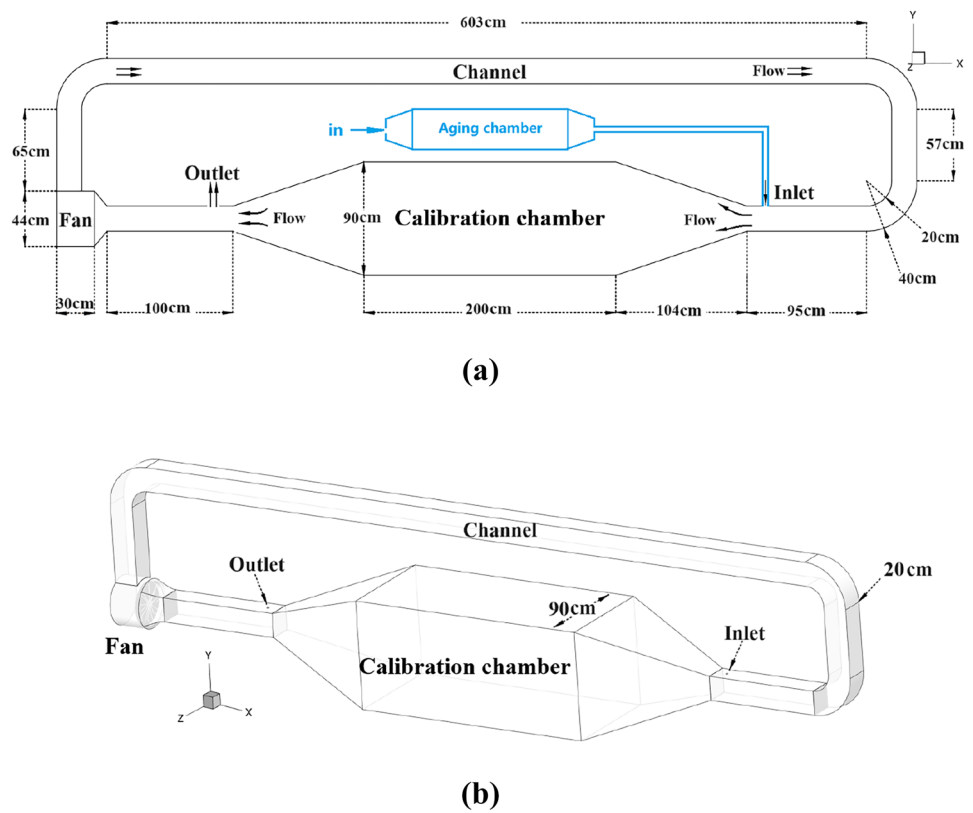 603cm
Y
Z
X
Channel
Flow
in
Aging chamber
65cm
57cm
Outlet
Inlet
44cm
Fan
Flow
90cm
Calibration chamber
Flow
20cm
40cm
30cm
100cm
200cm
104cm
95cm
(a)
Channel
Outlet
20cm
90cm
Fan
Calibration chamber
Inlet
Y
Z
X
(b)